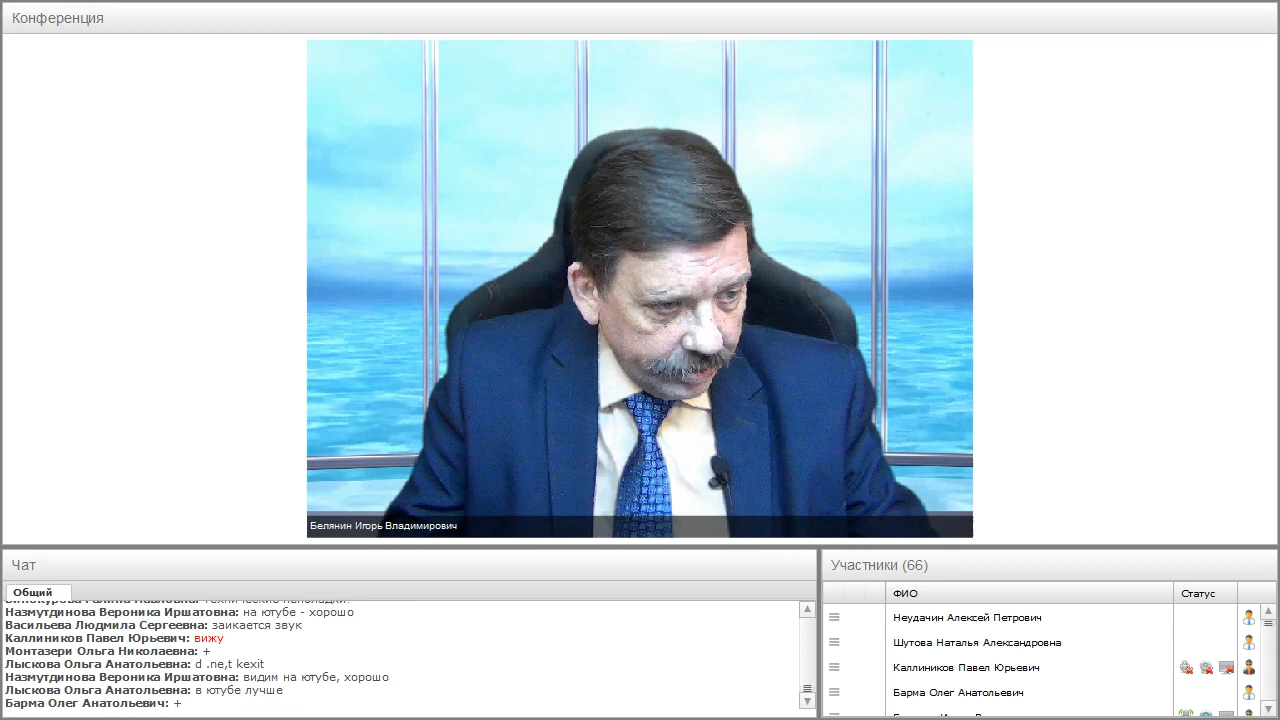 Конференция
Белянин Игорь Владимирович
Чат
Общий
Назмутдинова Вероника Иршатовна: на ютубе - хорошо
Васильева Людмила Сергеевна: заикается звук
Каллиников Павел Юрьевич: вижу
Монтазери Ольга Николаевна: +
Лыскова Ольга Анатольевна: d .ne,t kexit
Назмутдинова Вероника Иршатовна: видим на ютубе, хорошо
Лыскова Ольга Анатольевна: в ютубе лучше
Барма Олег Анатольевич: +
Участники (66)
ФИО Статус
Неудачин Алексей Петрович
Шутова Наталья Александровна
Каллиников Павел Юрьевич
Барма Олег Анатольевич